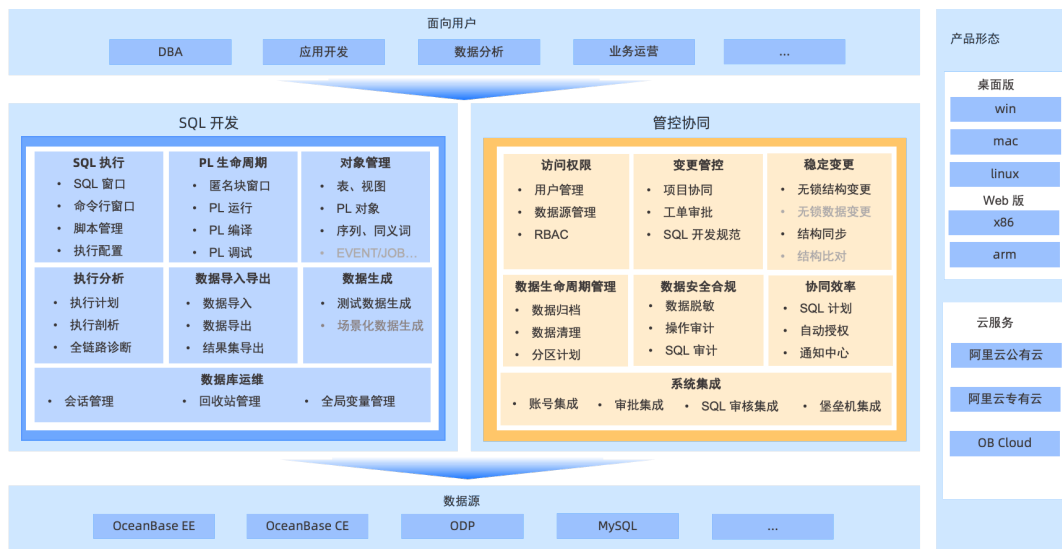 面向用户
DBA
应用开发
数据分析
业务运营
...
SQL 开发
SQL 执行
• SQL 窗口
• 命令行窗口
• 脚本管理
• 执行配置
PL 生命周期
• 匿名块窗口
• PL 运行
• PL 编译
• PL 调试
对象管理
• 表、视图
• PL 对象
• 序列、同义词
• EVENT/JOB...
执行分析
• 执行计划
• 执行剖析
• 全链路诊断
数据导入导出
• 数据导入
• 数据导出
• 结果集导出
数据生成
• 测试数据生成
• 场景化数据生成
数据库运维
• 会话管理
• 回收站管理
• 全局变量管理
管控协同
访问权限
• 用户管理
• 数据源管理
• RBAC
变更管控
• 项目协同
• 工单审批
• SQL 开发规范
稳定变更
• 无锁结构变更
• 无锁数据变更
• 结构同步
• 结构比对
数据生命周期管理
• 数据归档
• 数据清理
• 分区计划
数据安全合规
• 数据脱敏
• 操作审计
• SQL 审计
协同效率
• SQL 计划
• 自动授权
• 通知中心
系统集成
• 账号集成
• 审批集成
• SQL 审核集成
• 堡垒机集成
数据源
OceanBase EE
OceanBase CE
ODP
MySQL
...
产品形态
桌面版
win
mac
linux
Web 版
x86
arm
云服务
阿里云公有云
阿里云专有云
OB Cloud